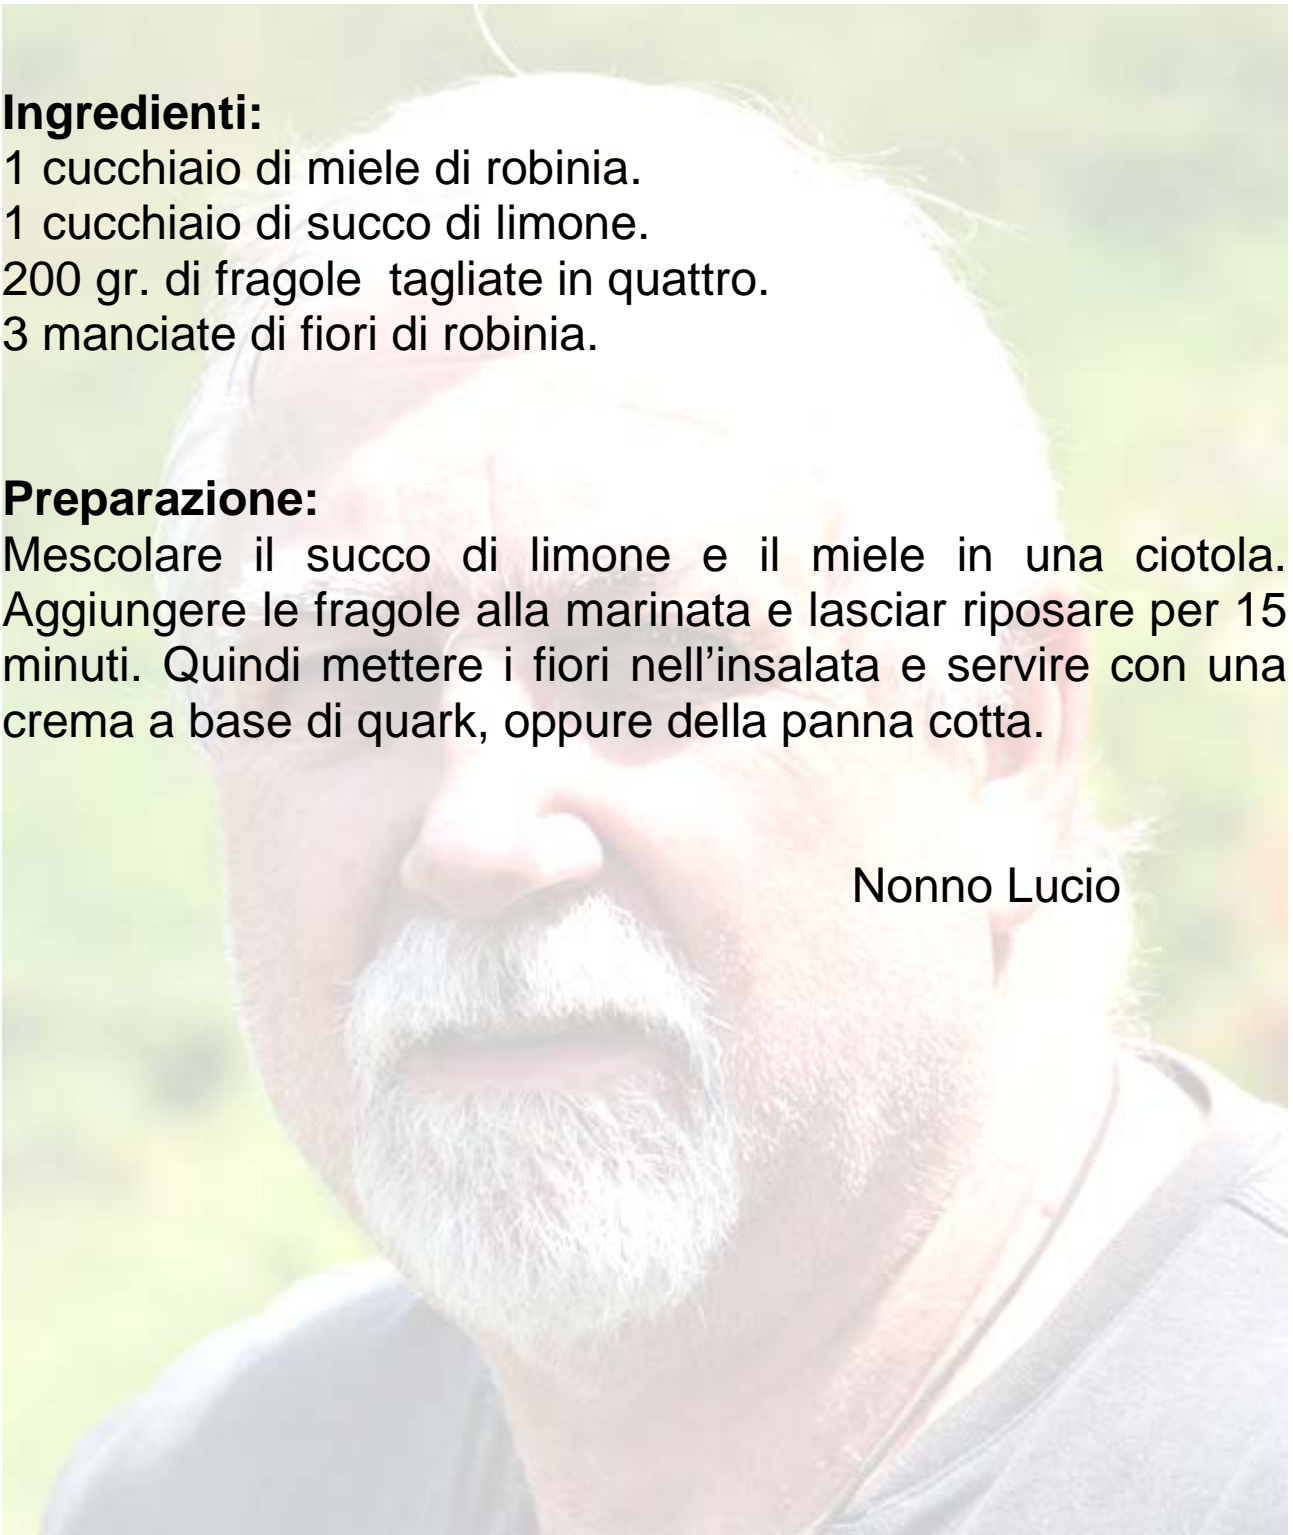 Ingredienti:
1 cucchiaio di miele di robinia.
1 cucchiaio di succo di limone.
200 gr. di fragole  tagliate in quattro.
3 manciate di fiori di robinia.
Preparazione:
Mescolare il succo di limone e il miele in una ciotola.
Aggiungere le fragole alla marinata e lasciar riposare per 15
minuti. Quindi mettere i fiori nell’insalata e servire con una
crema a base di quark, oppure della panna cotta.
Nonno Lucio